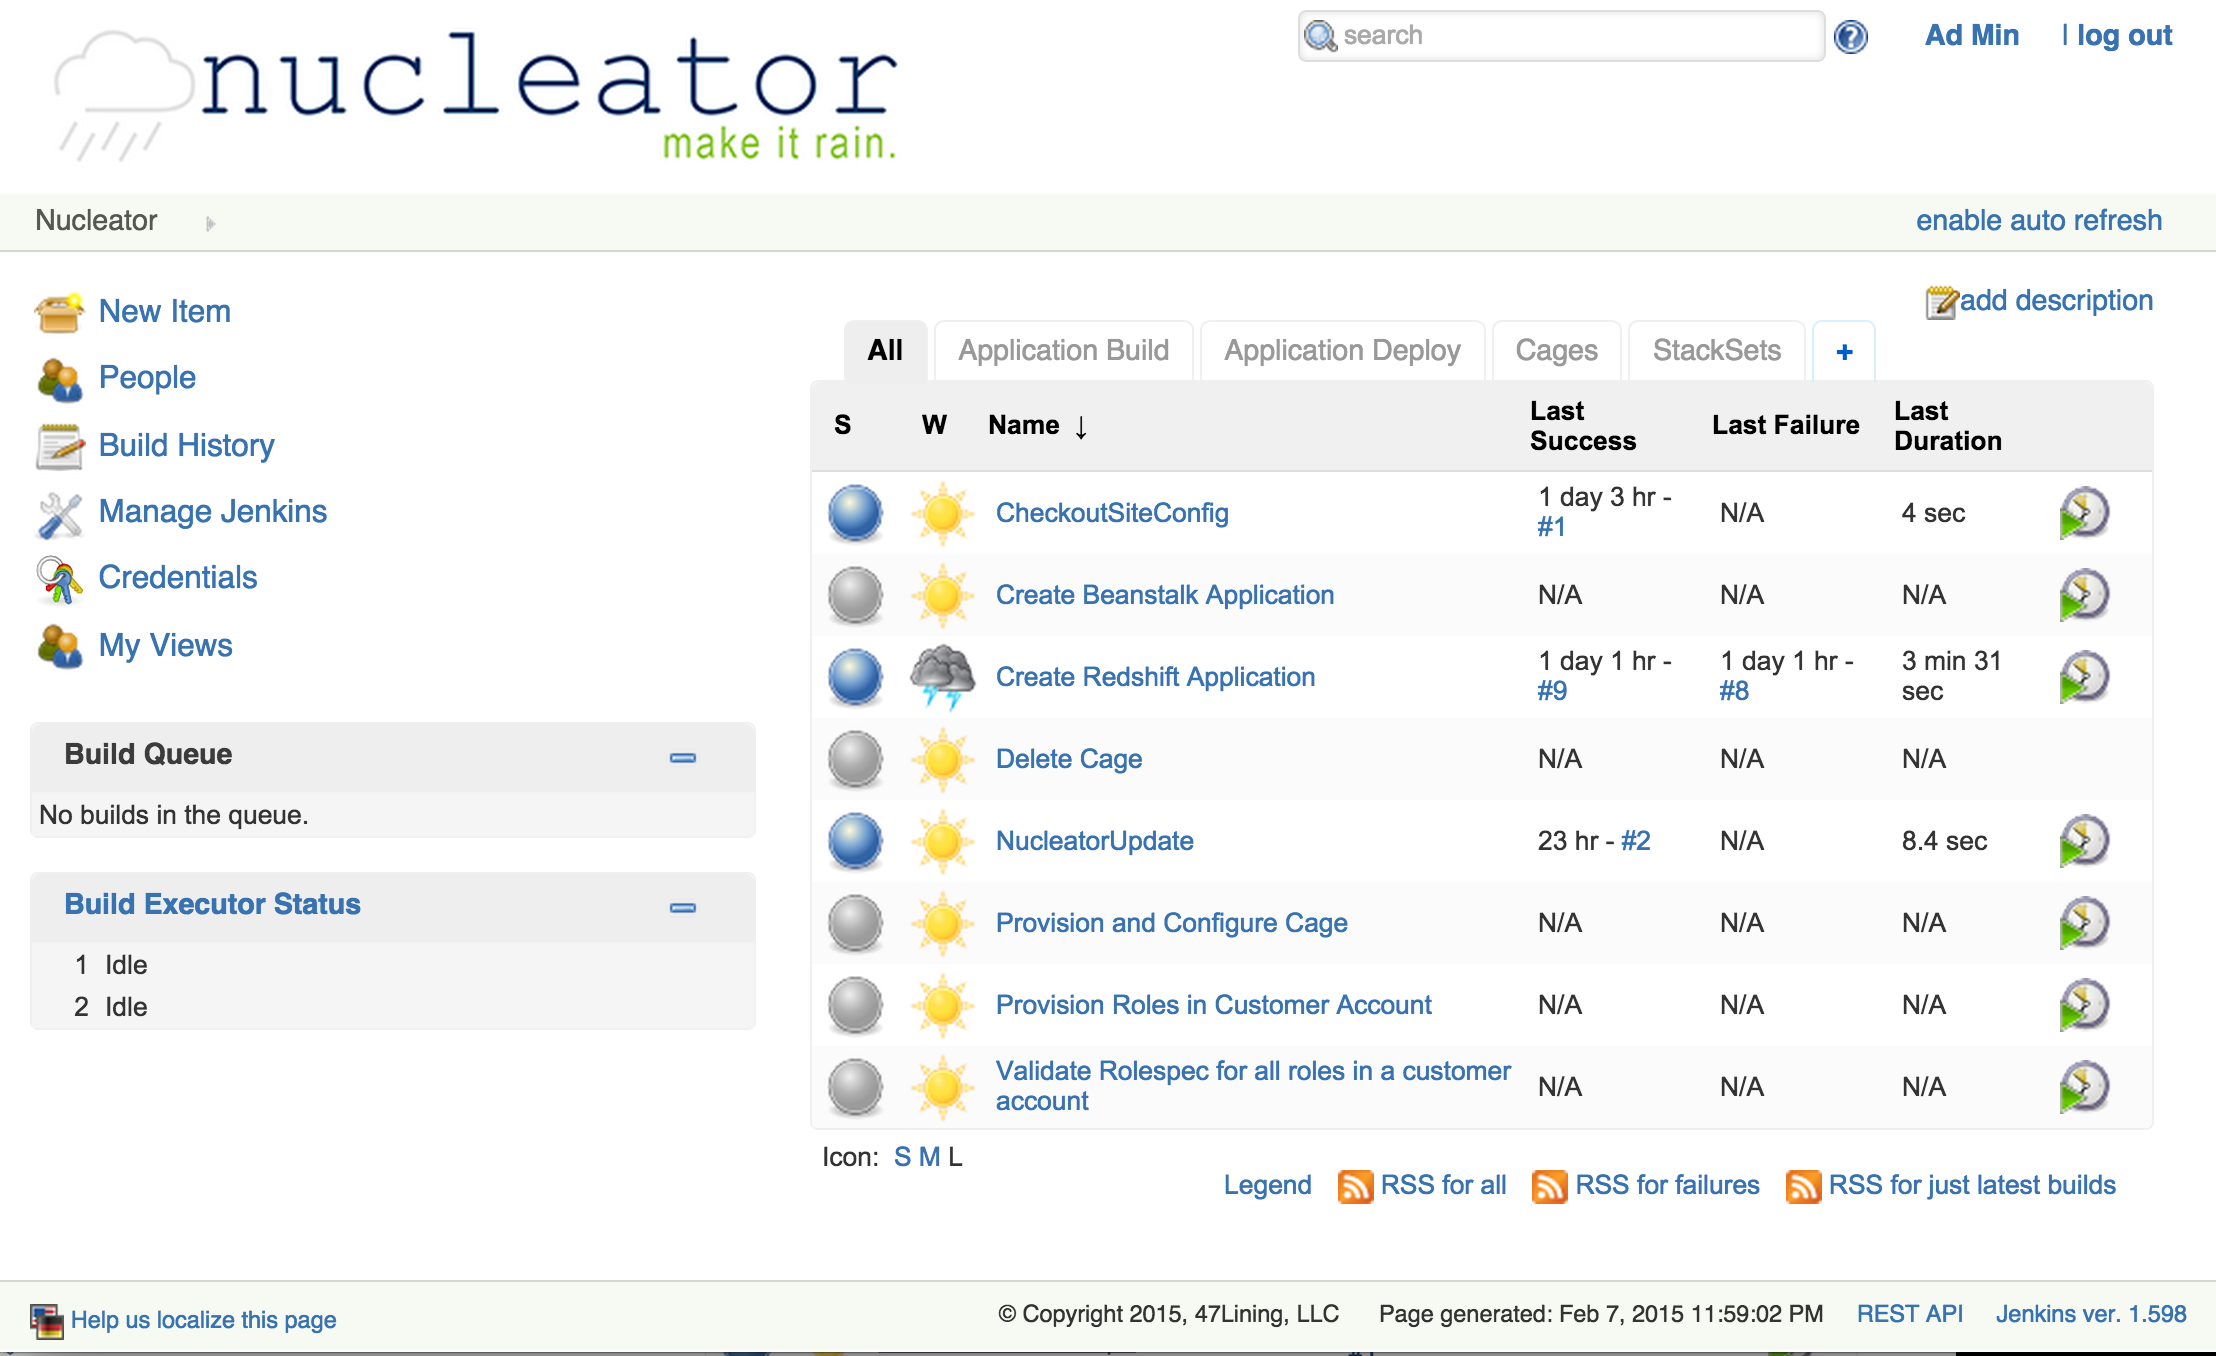 nucleator
make it rain.
search
Ad Min | log out
Nucleator
enable auto refresh
New Item
People
Build History
Manage Jenkins
Credentials
My Views
Build Queue
No builds in the queue.
Build Executor Status
1 Idle
2 Idle
add description
All Application Build Application Deploy Cages StackSets +
S W Name ↓ Last Success Last Failure Last Duration
CheckoutSiteConfig 1 day 3 hr - #1 N/A 4 sec
Create Beanstalk Application N/A N/A N/A
Create Redshift Application 1 day 1 hr - #9 1 day 1 hr - #8 3 min 31 sec
Delete Cage N/A N/A N/A
NucleatorUpdate 23 hr - #2 N/A 8.4 sec
Provision and Configure Cage N/A N/A N/A
Provision Roles in Customer Account N/A N/A N/A
Validate Rolespec for all roles in a customer account N/A N/A N/A
Icon: S M L
Legend RSS for all RSS for failures RSS for just latest builds
Help us localize this page
© Copyright 2015, 47Lining, LLC Page generated: Feb 7, 2015 11:59:02 PM REST API Jenkins ver. 1.598